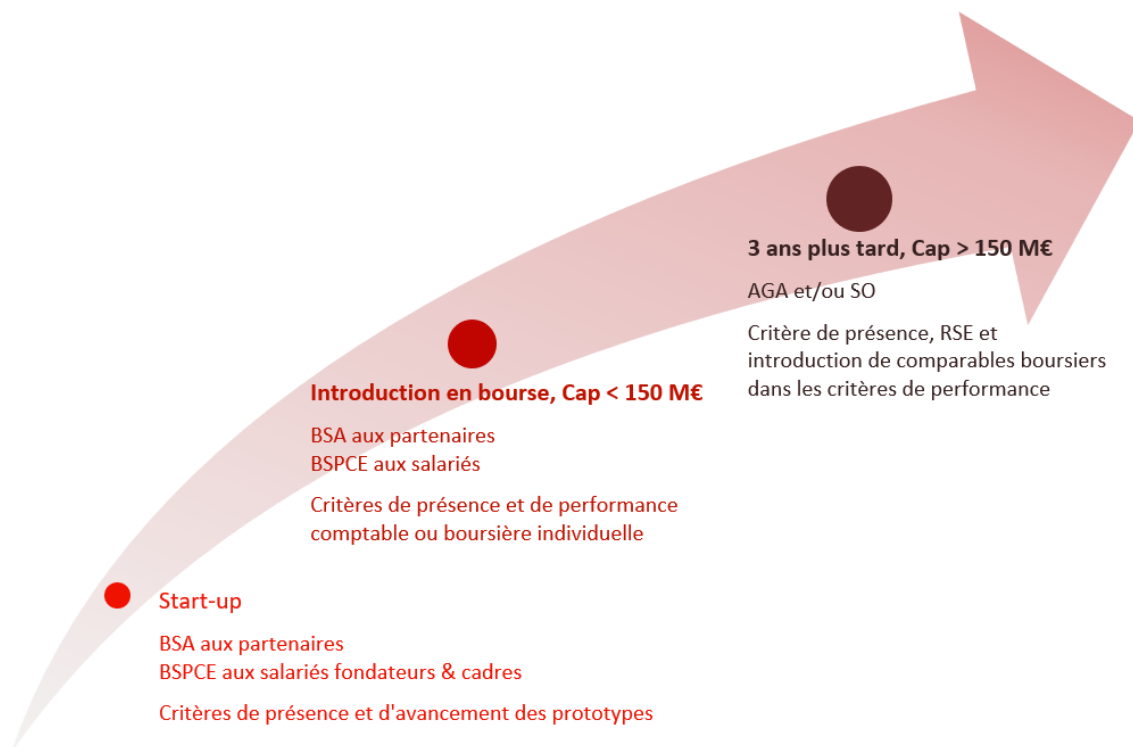 3 ans plus tard, Cap > 150 M€
AGA et/ou SO
Critère de présence, RSE et
introduction de comparables boursiers
dans les critères de performance
Introduction en bourse, Cap < 150 M€
BSA aux partenaires
BSPCE aux salariés
Critères de présence et de performance
comptable ou boursière individuelle
Start-up
BSA aux partenaires
BSPCE aux salariés fondateurs & cadres
Critères de présence et d'avancement des prototypes